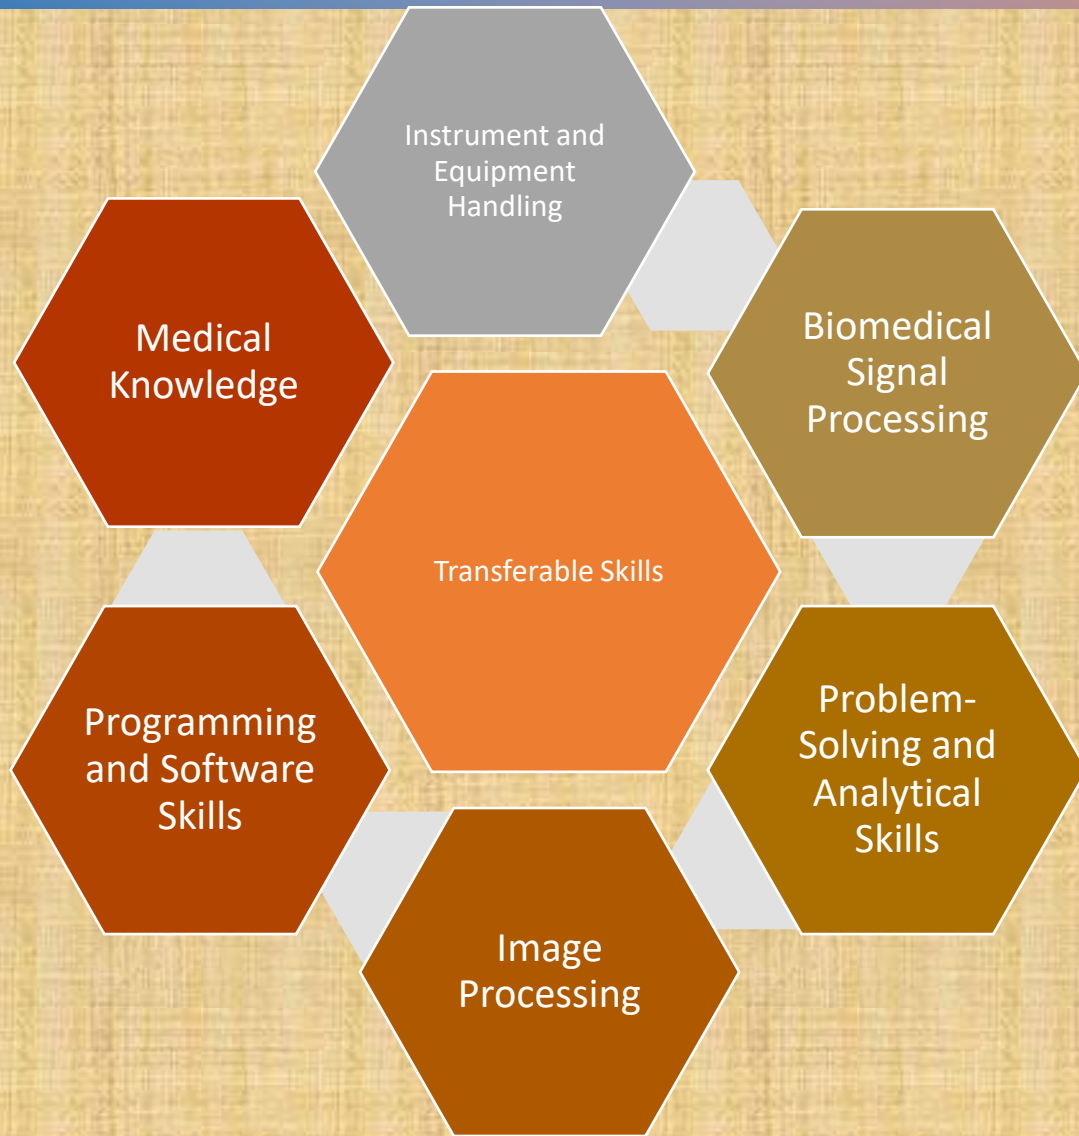 Instrument and
Equipment
Handling
Medical
Knowledge
Biomedical
Signal
Processing
Transferable Skills
Programming
and Software
Skills
Problem-
Solving and
Analytical
Skills
Image
Processing